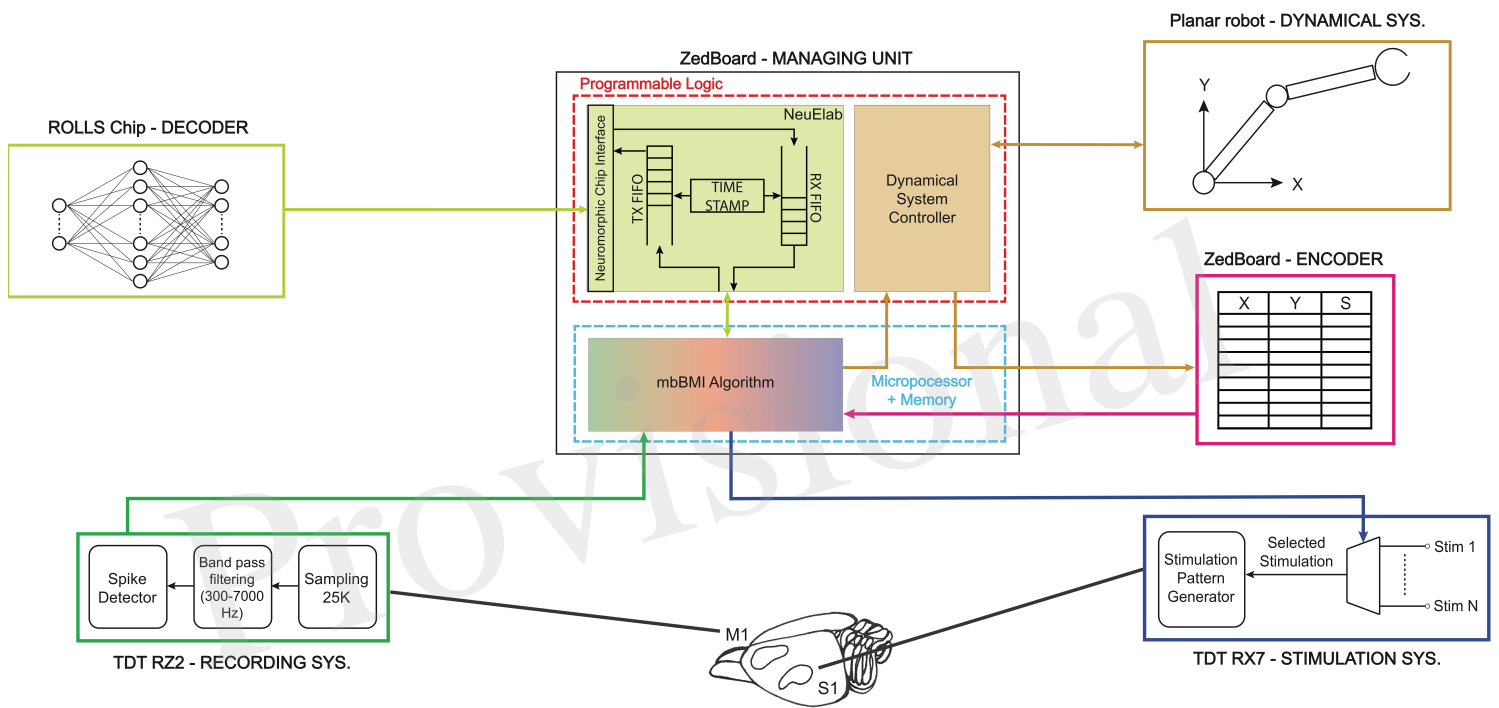 Planar robot - DYNAMICAL SYS.
Y
X
ZedBoard - MANAGING UNIT
Programmable Logic
NeuElab
Neuromorphic Chip Interface
TX FIFO
TIME
STAMP
RX FIFO
Dynamical
System
Controller
ROLLS Chip - DECODER
ZedBoard - ENCODER
X Y S
mbBMI Algorithm
Micropocessor
+ Memory
Provisional
Spike
Detector
Band pass
filtering
(300-7000
Hz)
Sampling
25K
TDT RZ2 - RECORDING SYS.
M1
S1
Stimulation
Pattern
Generator
Selected
Stimulation
Stim 1
Stim N
TDT RX7 - STIMULATION SYS.